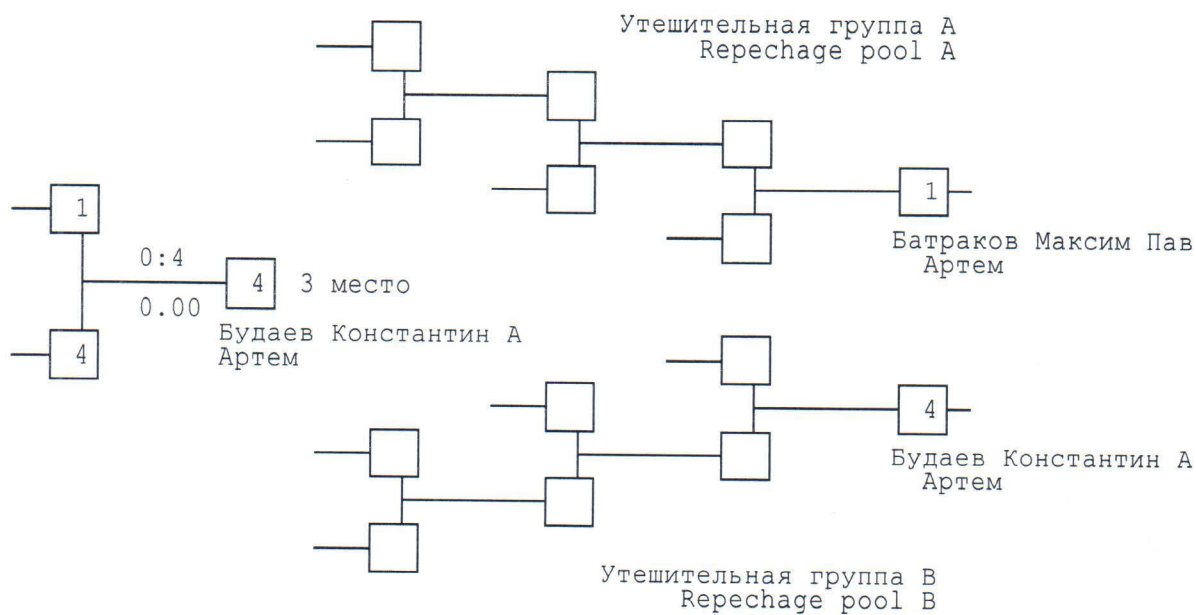 Утешительная группа А
Repechage pool A
1
Батраков Максим Пав
Артем
1
0:4
4 3 место
0.00
Будаев Константин А
Артем
4
4
Будаев Константин А
Артем
Утешительная группа В
Repechage pool B